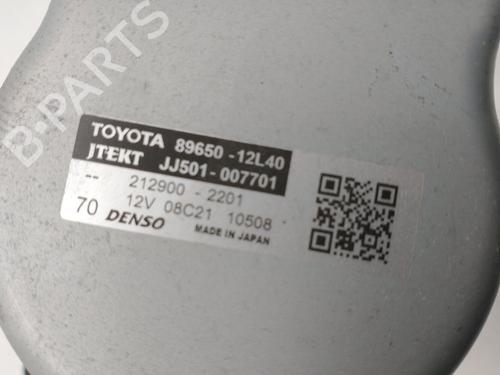 B-PARTS
TOYOTA 89650-12L40
JTEKT JJ501-007701
-- 212900-2201
12V 08C21 10508
70 DENSO MADE IN JAPAN